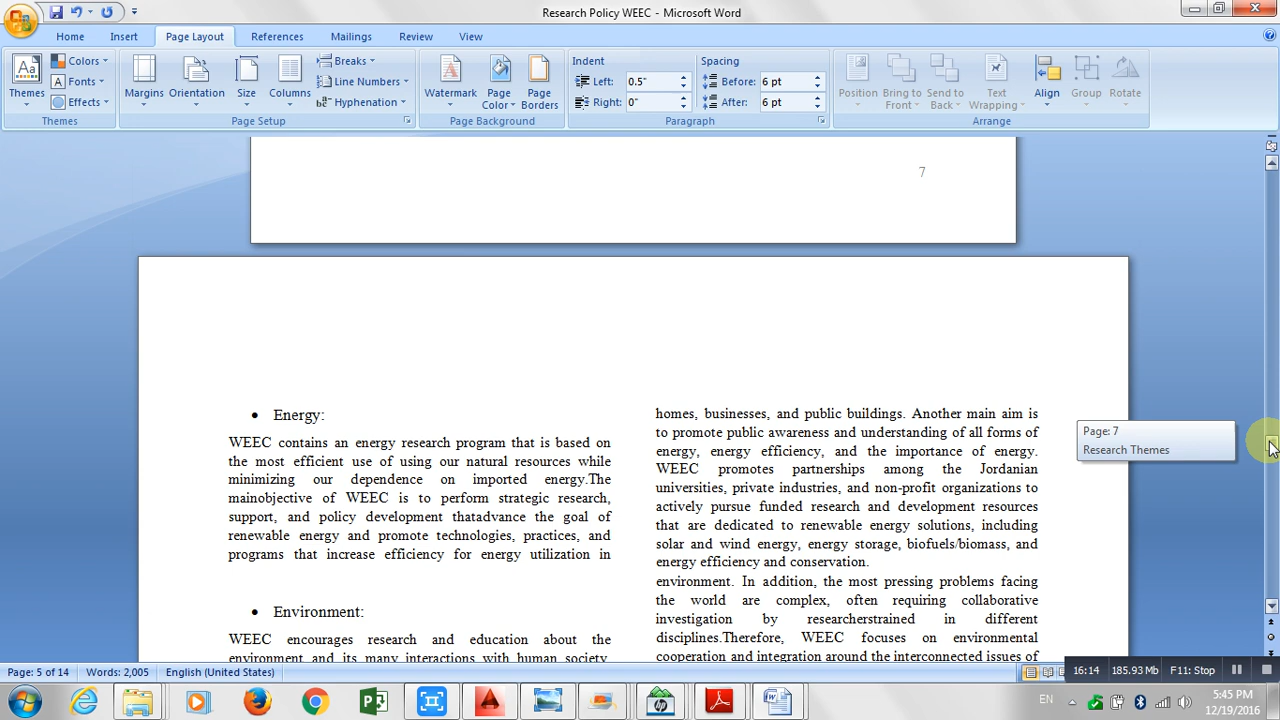 Research Policy WEEC - Microsoft Word
Home Insert Page Layout References Mailings Review View
Themes
Colors
Fonts
Effects
Themes
Margins
Orientation
Size
Columns
Breaks
Line Numbers
Hyphenation
Page Setup
Watermark
Page Color
Page Borders
Page Background
Indent
Left: 0.5"
Right: 0"
Spacing
Before: 6 pt
After: 6 pt
Paragraph
Position
Bring to Front
Send to Back
Text Wrapping
Align
Group
Rotate
Arrange
7
• Energy:
WEEC contains an energy research program that is based on
the most efficient use of using our natural resources while
minimizing our dependence on imported energy.The
mainobjective of WEEC is to perform strategic research,
support, and policy development thatadvance the goal of
renewable energy and promote technologies, practices, and
programs that increase efficiency for energy utilization in
• Environment:
WEEC encourages research and education about the
environment and its many interactions with human society.
homes, businesses, and public buildings. Another main aim is
to promote public awareness and understanding of all forms of
energy, energy efficiency, and the importance of energy.
WEEC promotes partnerships among the Jordanian
universities, private industries, and non-profit organizations to
actively pursue funded research and development resources
that are dedicated to renewable energy solutions, including
solar and wind energy, energy storage, biofuels/biomass, and
energy efficiency and conservation.
environment. In addition, the most pressing problems facing
the world are complex, often requiring collaborative
investigation by researcherstrained in different
disciplines.Therefore, WEEC focuses on environmental
cooperation and integration around the interconnected issues of
Page: 7
Research Themes
Page: 5 of 14 Words: 2,005 English (United States)
16:14 185.93 Mb F11: Stop
EN
5:45 PM
12/19/2016